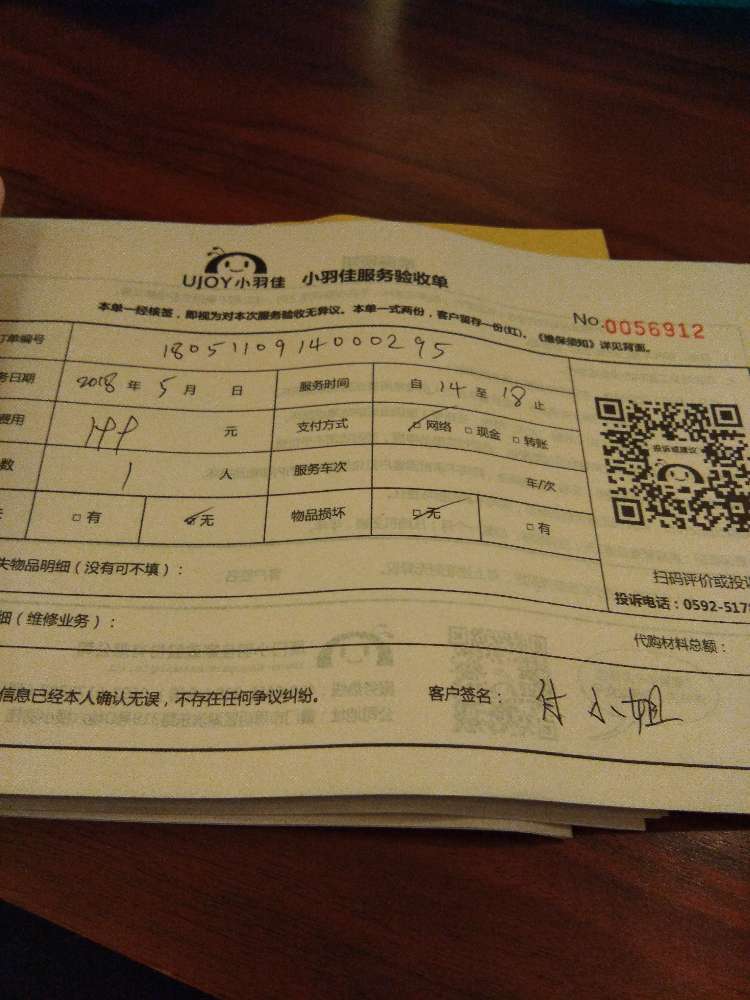 UJOY小羽佳 小羽佳服务验收单
本单一经核签，即视为对本次服务验收无异议。本单一式两份，客户留存一份(红)。《维保须知》详见背面。
No.0056912
订单编号 180511091400029 5
务日期 2018 年 5 月 日 服务时间 自 14 至 18 止
费用 元 支付方式 网络 现金 转账
数 1 人 服务车次 车/次
有 无 物品损坏 无 有
投诉或建议
扫码评价或投
投诉电话：0592-517
失物品明细（没有可不填）：
细（维修业务）： 代购材料总额：
信息已经本人确认无误，不存在任何争议纠纷。 客户签名： 付小姐